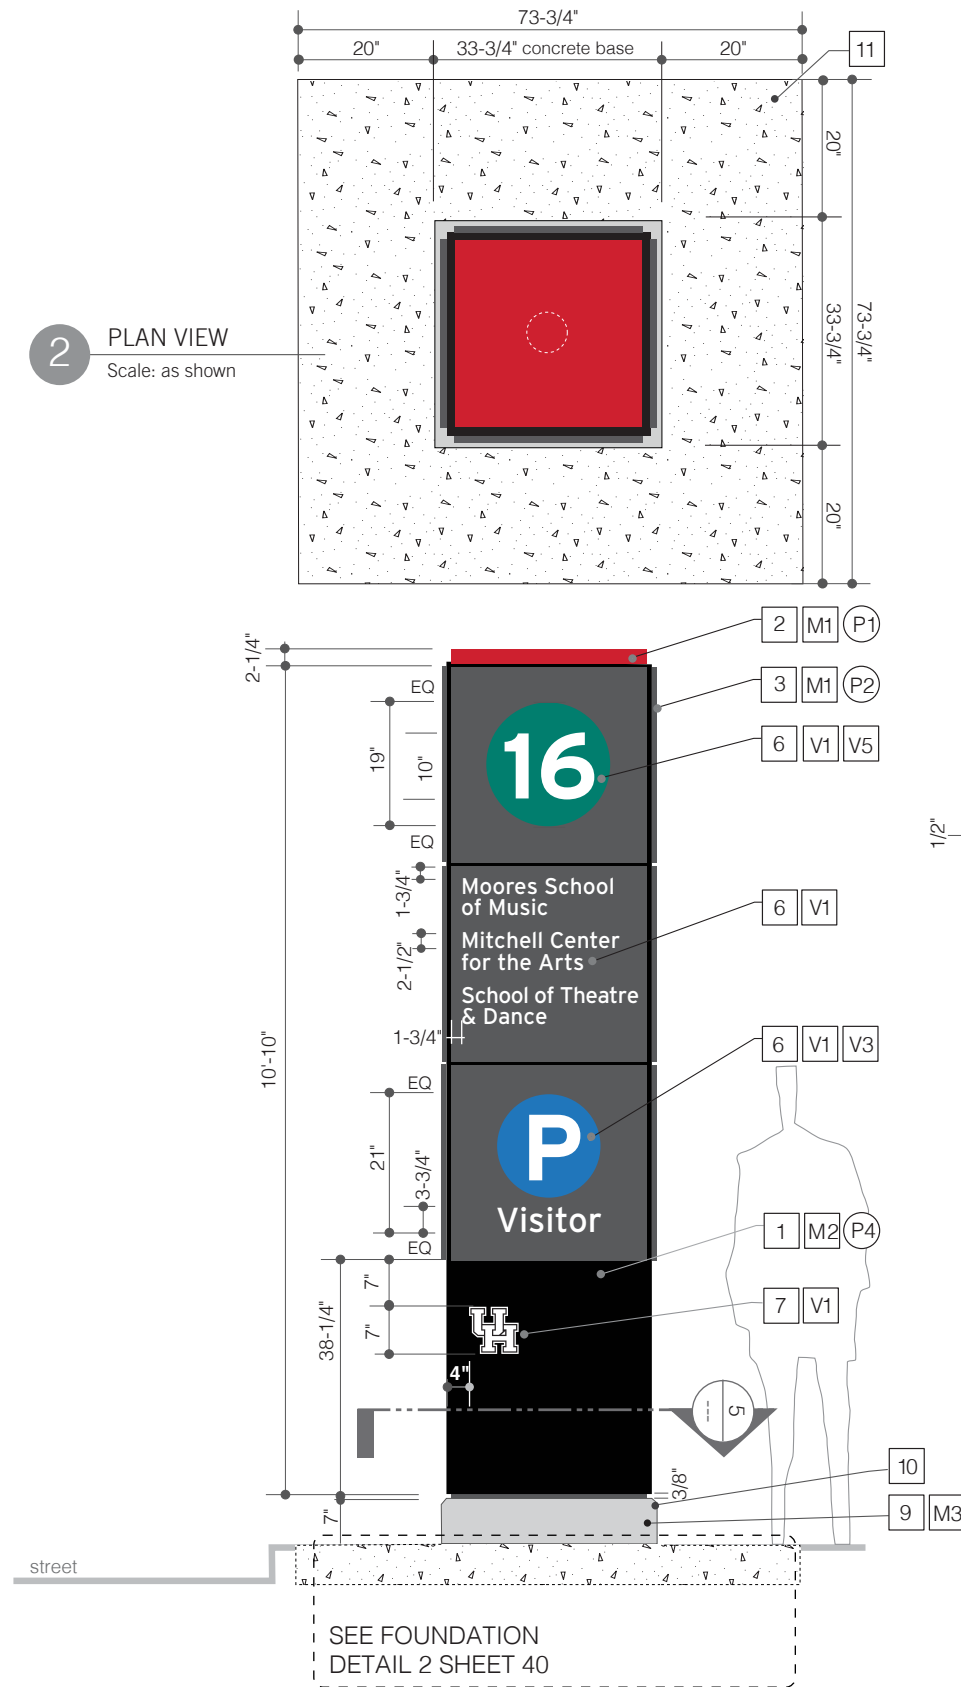 73-3/4"
20"
33-3/4" concrete base
20"
11
20"
33-3/4"
73-3/4"
20"
2
PLAN VIEW
Scale: as shown
2-1/4"
2 M1 P1
EQ
3 M1 P2
16
6 V1 V5
19"
10"
EQ
1/2"
1-3/4"
Moores School
of Music
6 V1
Mitchell Center
for the Arts
2-1/2"
School of Theatre
& Dance
1-3/4"
10'-10"
6 V1 V3
EQ
P
21"
3-3/4"
Visitor
EQ
1 M2 P4
7"
7 V1
UH
7"
38-1/4"
4"
5
----
10
3/8"
9 M3
7"
street
SEE FOUNDATION
DETAIL 2 SHEET 40